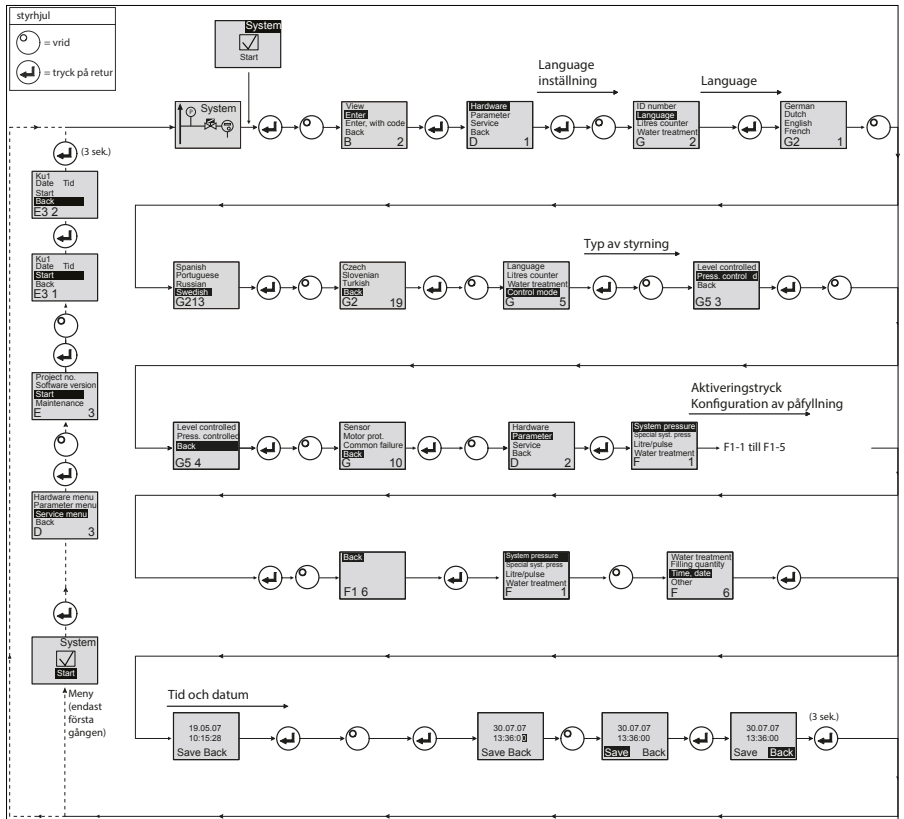 styrhjul
= vrid
= tryck på retur
System
Start
Language
inställning
Language
P
System
View
Enter
Enter, with code
Back
B 2
Hardware
Parameter
Service
Back
D 1
ID number
Language
Litres counter
Water treatment
G 2
German
Dutch
English
French
G2 1
(3 sek.)
Ku1
Date Tid
Start
Back
E3 2
Ku1
Date Tid
Start
Back
E3 1
Project no.
Software version
Start
Maintenance
E 3
Hardware menu
Parameter menu
Service menu
Back
D 3
System
Start
Meny
(endast
första
gången)
Typ av styrning
Spanish
Portuguese
Russian
Swedish
G213
Czech
Slovenian
Turkish
Back
G2 19
Language
Litres counter
Water treatment
Control mode
G 5
Level controlled
Press. control d
Back
G5 3
Aktiveringstryck
Konfiguration av påfyllning
Level controlled
Press. controlled
Back
G5 4
Sensor
Motor prot.
Common failure
Back
G 10
Hardware
Parameter
Service
Back
D 2
System pressure
Special syst. press
Litre/pulse
Water treatment
F 1
F1-1 till F1-5
Back
F1 6
System pressure
Special syst. press
Litre/pulse
Water treatment
F 1
Water treatment
Filling quantity
Time, date
Other
F 6
Tid och datum
19.05.07
10:15:28
Save Back
30.07.07
13:36:00
Save Back
30.07.07
13:36:00
Save Back
30.07.07
13:36:00
Save Back
(3 sek.)